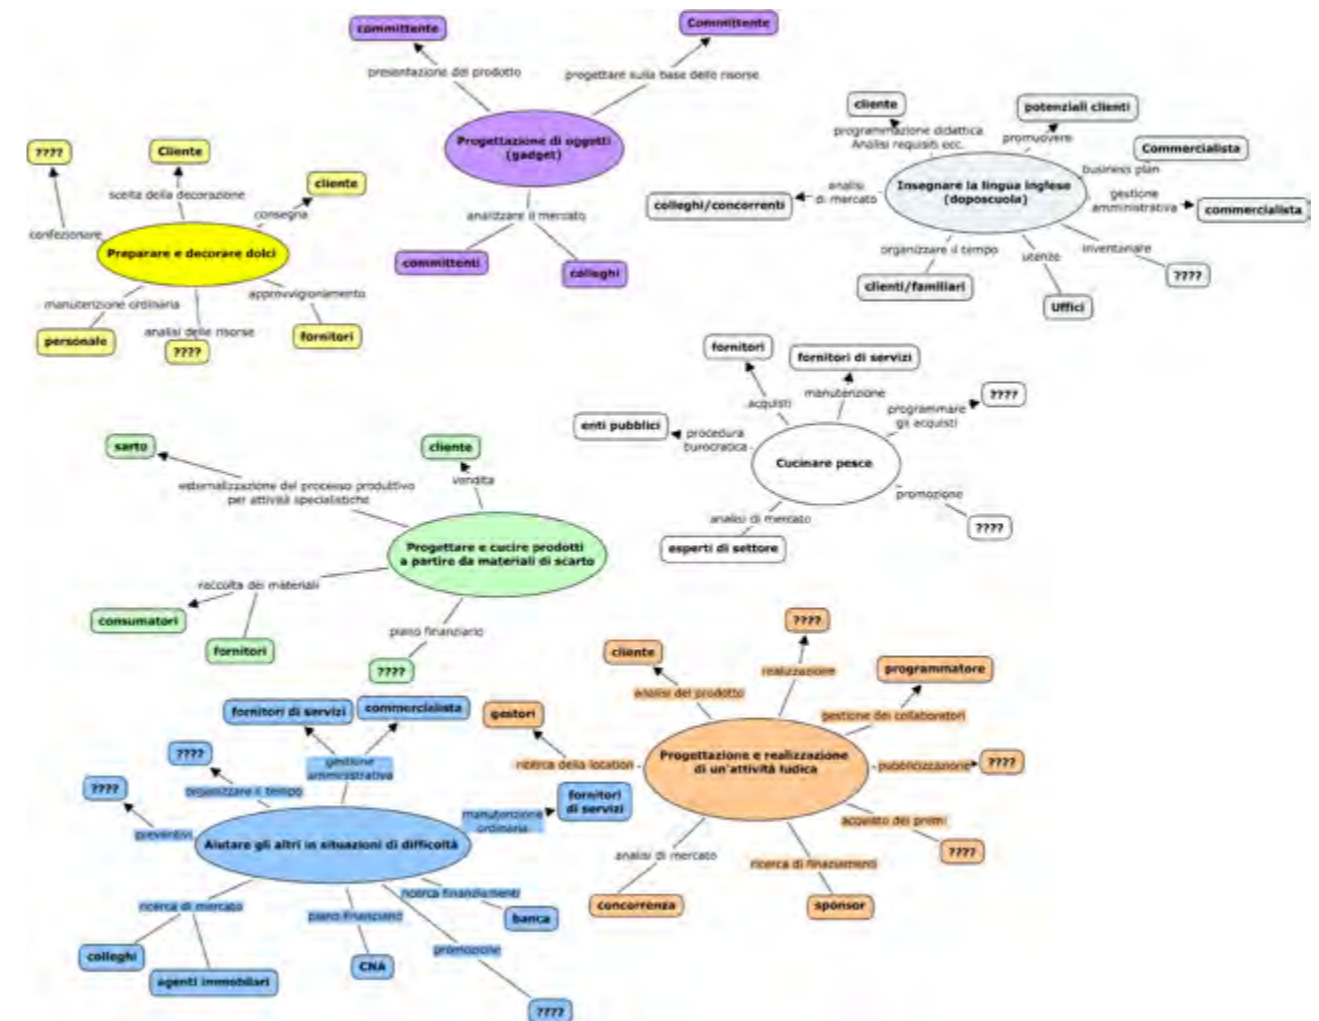 committente
Committente
presentazione del prodotto
progettare sulla base delle risorse
Progettazione di oggetti
(gadget)
analizzare il mercato
committenti
colleghi
????
Cliente
cliente
scelta della decorazione
consegna
confezionare
Preparare e decorare dolci
manutenzione ordinaria
approvvigionamento
analisi delle risorse
personale
????
fornitori
cliente
potenziali clienti
programmazione didattica
Analisi requisiti ecc.
promuovere
Commercialista
business plan
Insegnare la lingua inglese
(doposcuola)
analisi
di mercato
colleghi/concorrenti
gestione
amministrativa
commercialista
organizzare il tempo
utenze
inventariare
clienti/familiari
Uffici
????
fornitori
fornitori di servizi
acquisti
manutenzione
programmare
gli acquisti
????
enti pubblici
procedura
burocratica
Cucinare pesce
promozione
????
analisi di mercato
esperti di settore
sarto
cliente
vendita
esternalizzazione del processo produttivo
per attività specialistiche
Progettare e cucire prodotti
a partire da materiali di scarto
raccolta dei materiali
consumatori
fornitori
piano finanziario
????
cliente
????
programmatore
analisi del prodotto
realizzazione
gestione dei collaboratori
gestori
ricerca della location
Progettazione e realizzazione
di un'attività ludica
pubblicizzazione
????
acquisto dei premi
????
analisi di mercato
ricerca di finaziamenti
concorrenza
sponsor
fornitori di servizi
commercialista
????
gestione
amministrativa
organizzare il tempo
????
preventivi
Aiutare gli altri in situazioni di difficoltà
manutenzione
ordinaria
fornitori
di servizi
ricerca finanziamenti
banca
ricerca di mercato
piano finanziario
promozione
colleghi
agenti immobiliari
CNA
????